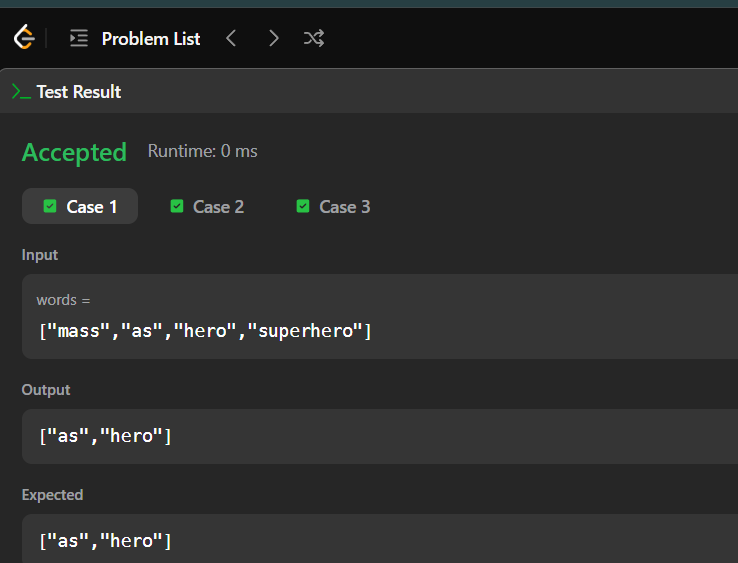 Problem List
Test Result
Accepted Runtime: 0 ms
Case 1 Case 2 Case 3
Input
words =
["mass","as","hero","superhero"]
Output
["as","hero"]
Expected
["as","hero"]